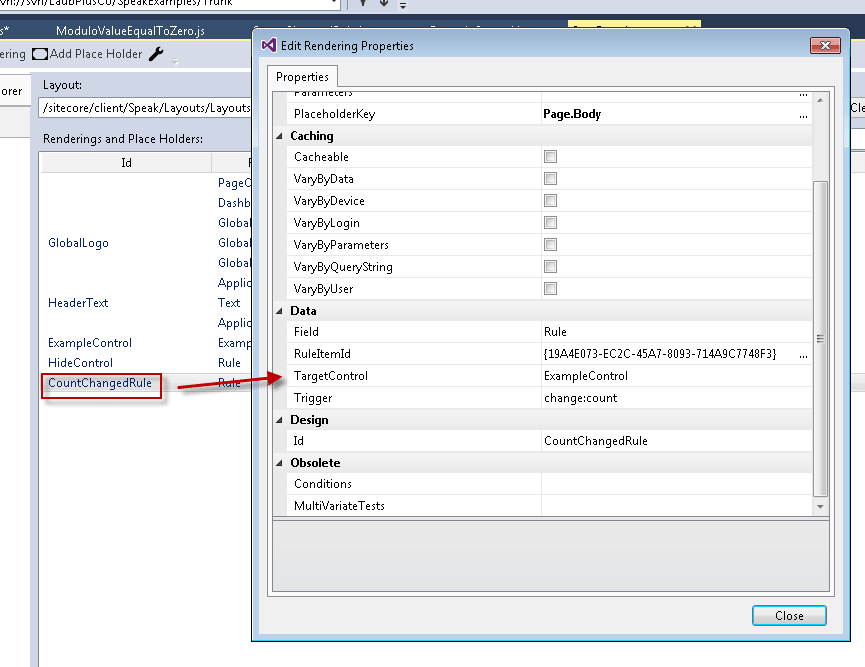 vn://svn/LaubPlusCo/SpeakExamples/Trunk
s*
ModuloValueEqualToZero.js
ering
Add Place Holder
Edit Rendering Properties
orer
Layout:
/sitecore/client/Speak/Layouts/Layouts
Cle
Renderings and Place Holders:
Id
PageC
Dashb
Global
GlobalLogo
Global
Global
Applic
HeaderText
Text
Applic
ExampleControl
Examp
HideControl
Rule
CountChangedRule
Rule
Properties
Parameters ...
PlaceholderKey Page.Body ...
Caching
Cacheable
VaryByData
VaryByDevice
VaryByLogin
VaryByParameters
VaryByQueryString
VaryByUser
Data
Field Rule
RuleItemId {19A4E073-EC2C-45A7-8093-714A9C7748F3} ...
TargetControl ExampleControl
Trigger change:count
Design
Id CountChangedRule
Obsolete
Conditions
MultiVariateTests
Close